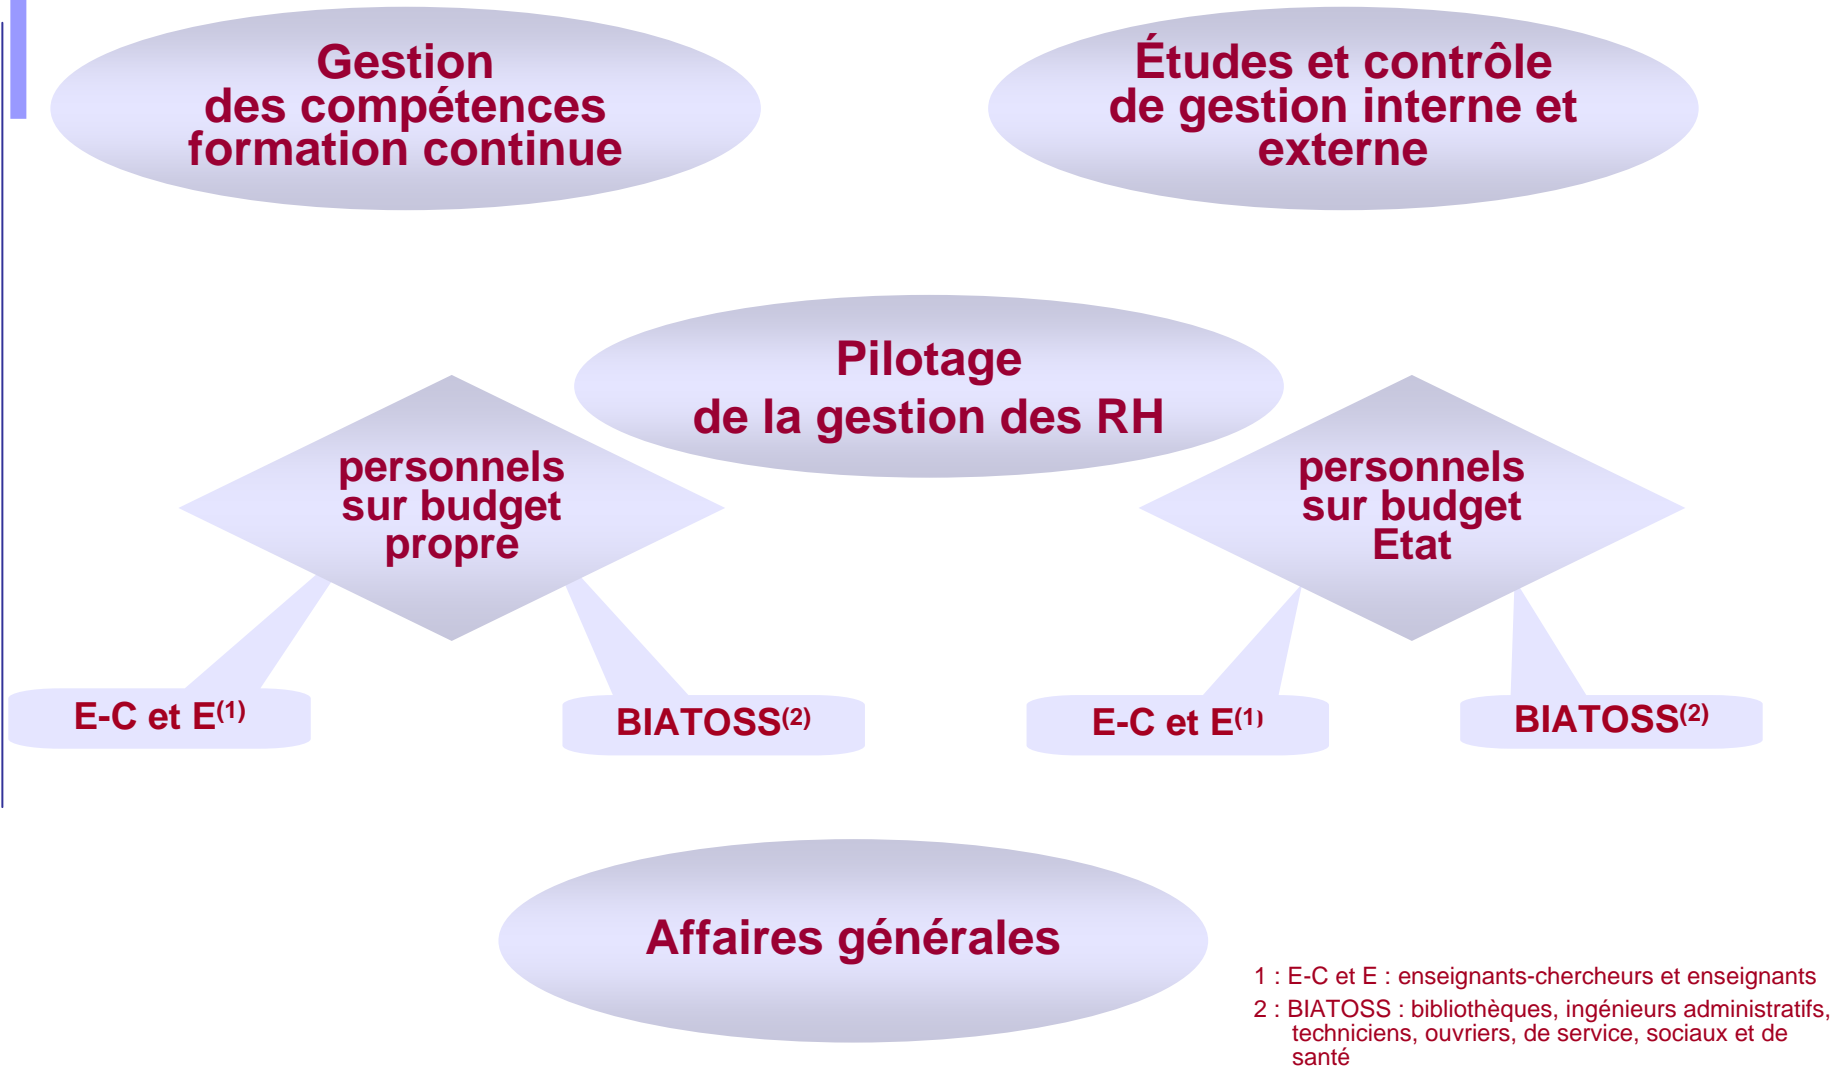 Gestion
des compétences
formation continue
Études et contrôle
de gestion interne et
externe
Pilotage
de la gestion des RH
personnels
sur budget
propre
personnels
sur budget
Etat
E-C et E(1)
BIATOSS(2)
E-C et E(1)
BIATOSS(2)
Affaires générales
1 : E-C et E : enseignants-chercheurs et enseignants
2 : BIATOSS : bibliothèques, ingénieurs administratifs,
techniciens, ouvriers, de service, sociaux et de
santé